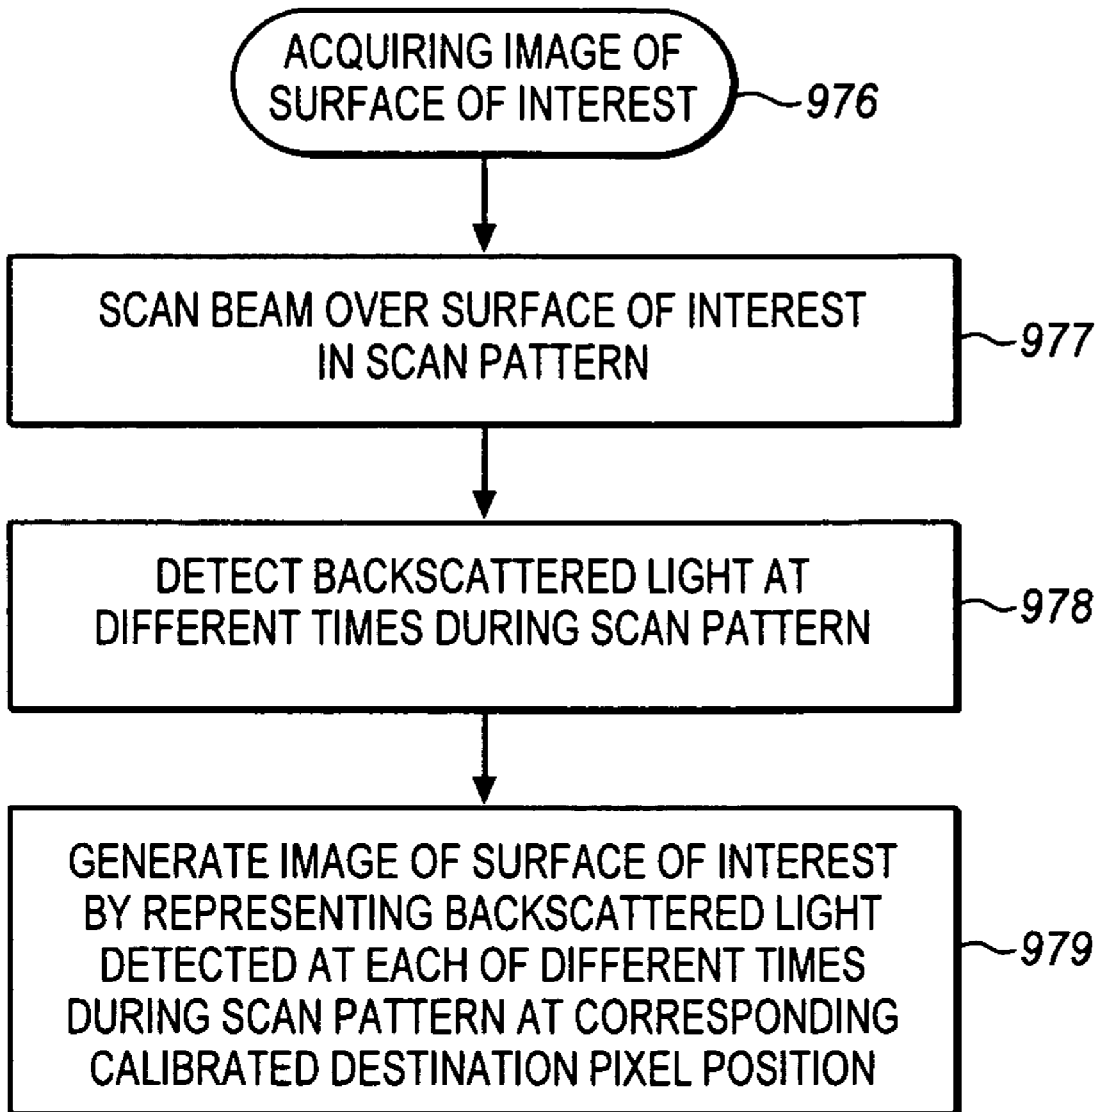 ACQUIRING IMAGE OF
SURFACE OF INTEREST
976
SCAN BEAM OVER SURFACE OF INTEREST
IN SCAN PATTERN
977
DETECT BACKSCATTERED LIGHT AT
DIFFERENT TIMES DURING SCAN PATTERN
978
GENERATE IMAGE OF SURFACE OF INTEREST
BY REPRESENTING BACKSCATTERED LIGHT
DETECTED AT EACH OF DIFFERENT TIMES
DURING SCAN PATTERN AT CORRESPONDING
CALIBRATED DESTINATION PIXEL POSITION
979